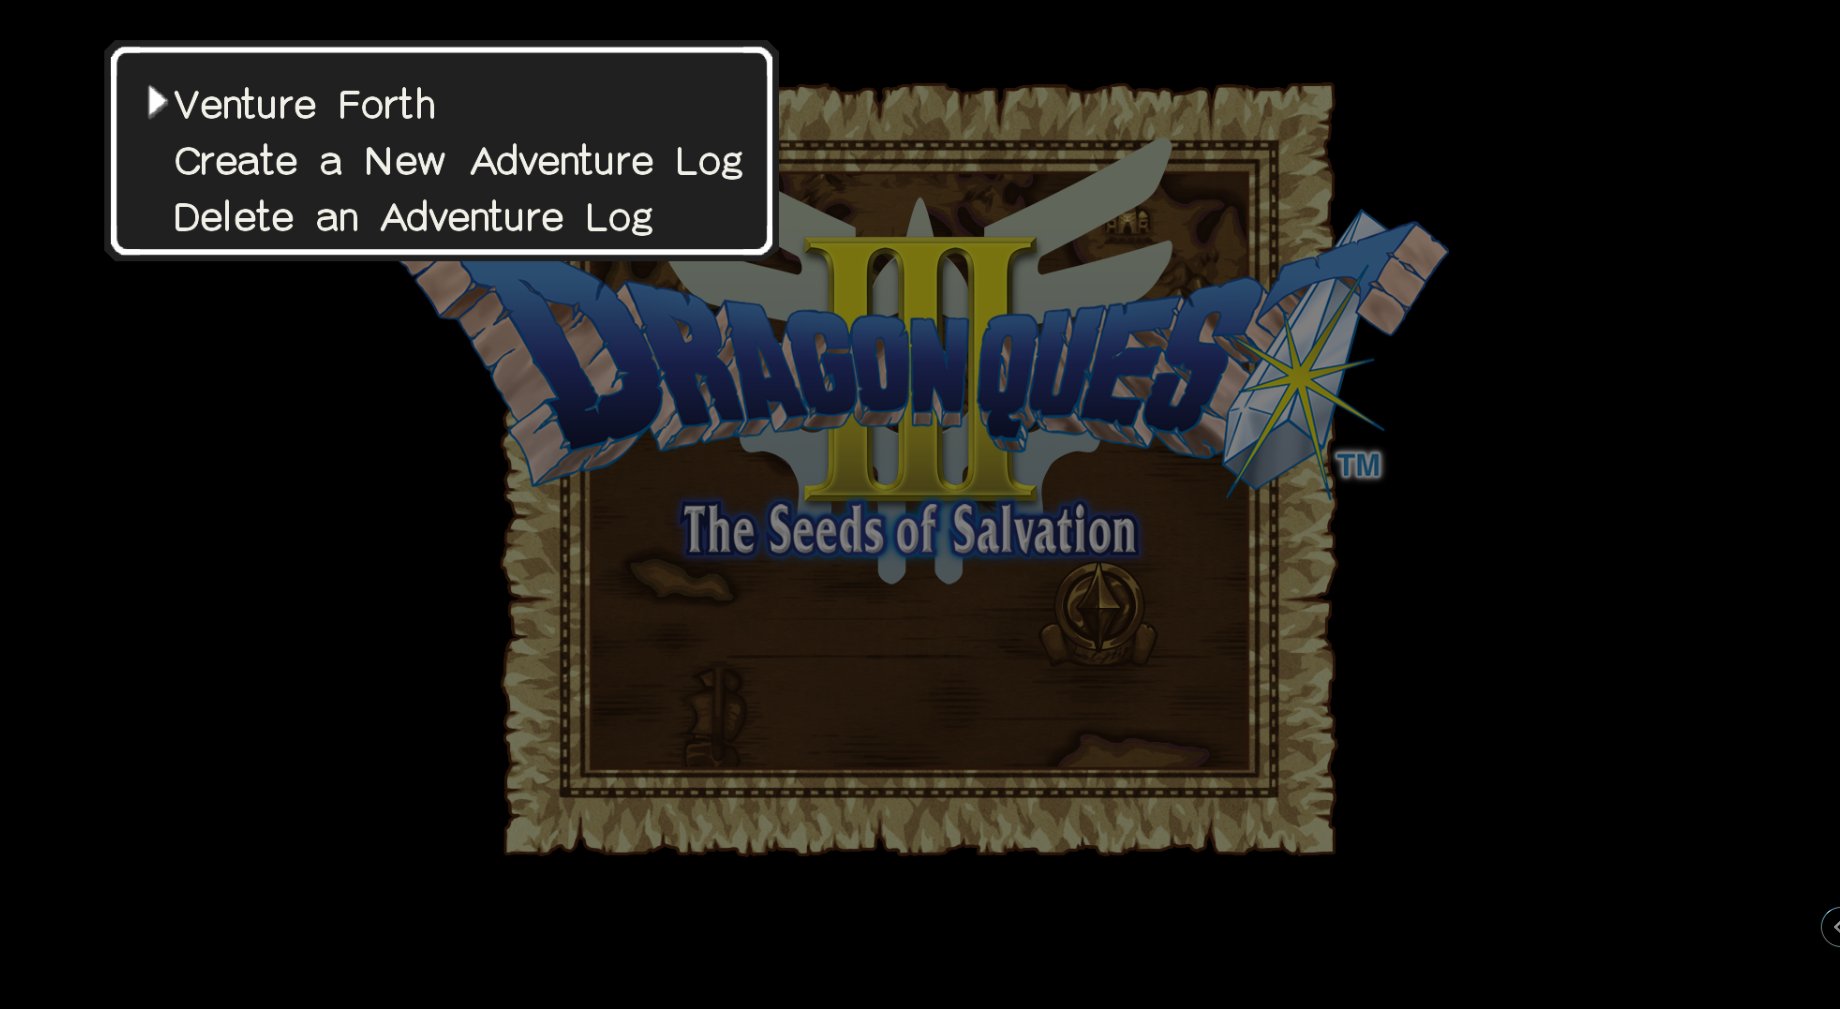 Venture Forth
Create a New Adventure Log
Delete an Adventure Log
III
DRAGON QUEST
TM
The Seeds of Salvation